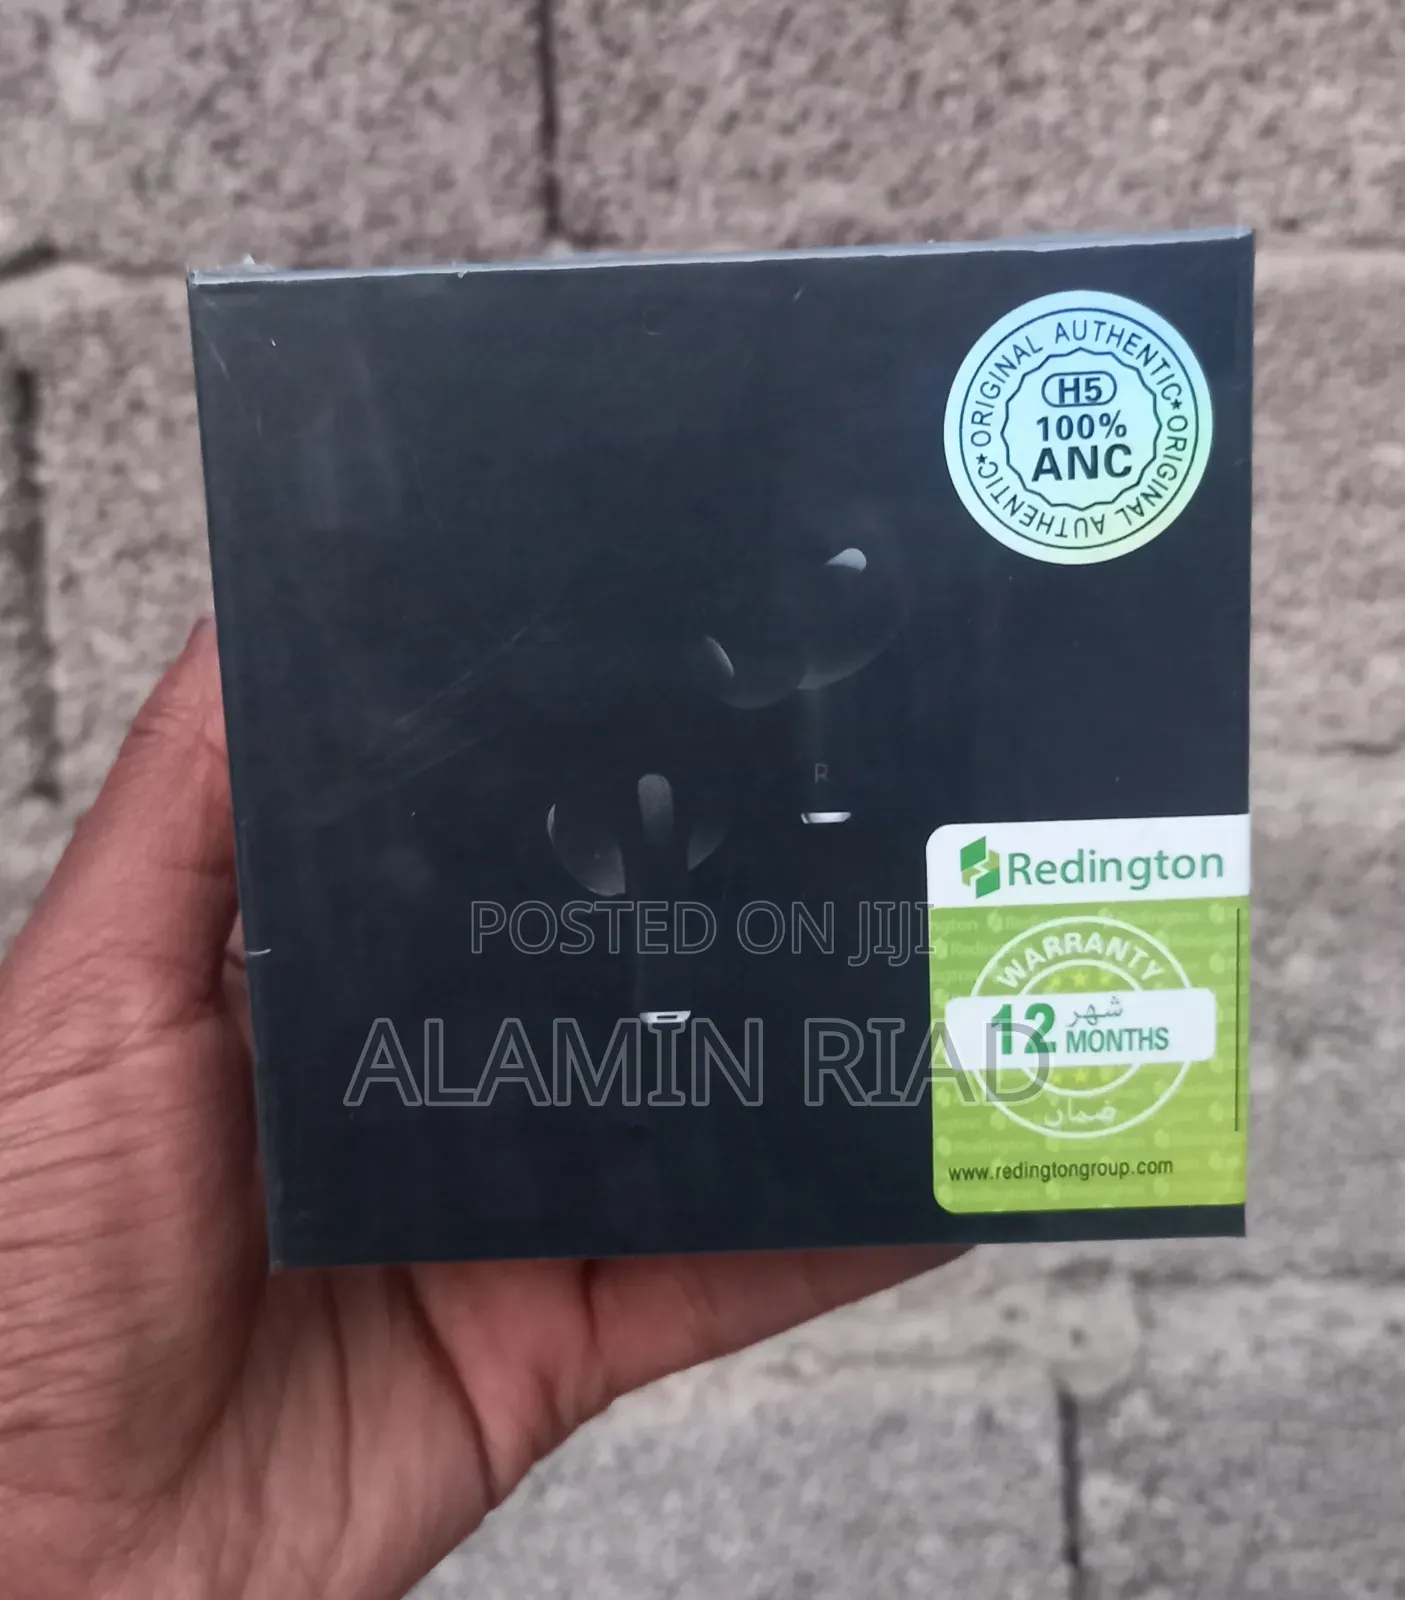 ORIGINAL AUTHENTIC★ORIGINAL AUTHENTIC★
H5
100%
ANC
R
Redington
WARRANTY
12 شهر
MONTHS
ضمان
www.redingtongroup.com
POSTED ON JIJI
ALAMIN RIAD